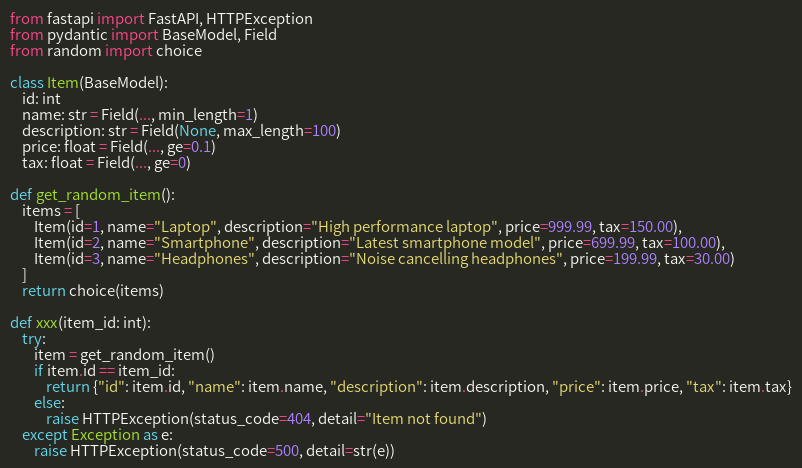 from fastapi import FastAPI, HTTPException
from pydantic import BaseModel, Field
from random import choice

class Item(BaseModel):
    id: int
    name: str = Field(..., min_length=1)
    description: str = Field(None, max_length=100)
    price: float = Field(..., ge=0.1)
    tax: float = Field(..., ge=0)

def get_random_item():
    items = [
        Item(id=1, name="Laptop", description="High performance laptop", price=999.99, tax=150.00),
        Item(id=2, name="Smartphone", description="Latest smartphone model", price=699.99, tax=100.00),
        Item(id=3, name="Headphones", description="Noise cancelling headphones", price=199.99, tax=30.00)
    ]
    return choice(items)

def xxx(item_id: int):
    try:
        item = get_random_item()
        if item.id == item_id:
            return {"id": item.id, "name": item.name, "description": item.description, "price": item.price, "tax": item.tax}
        else:
            raise HTTPException(status_code=404, detail="Item not found")
    except Exception as e:
        raise HTTPException(status_code=500, detail=str(e))